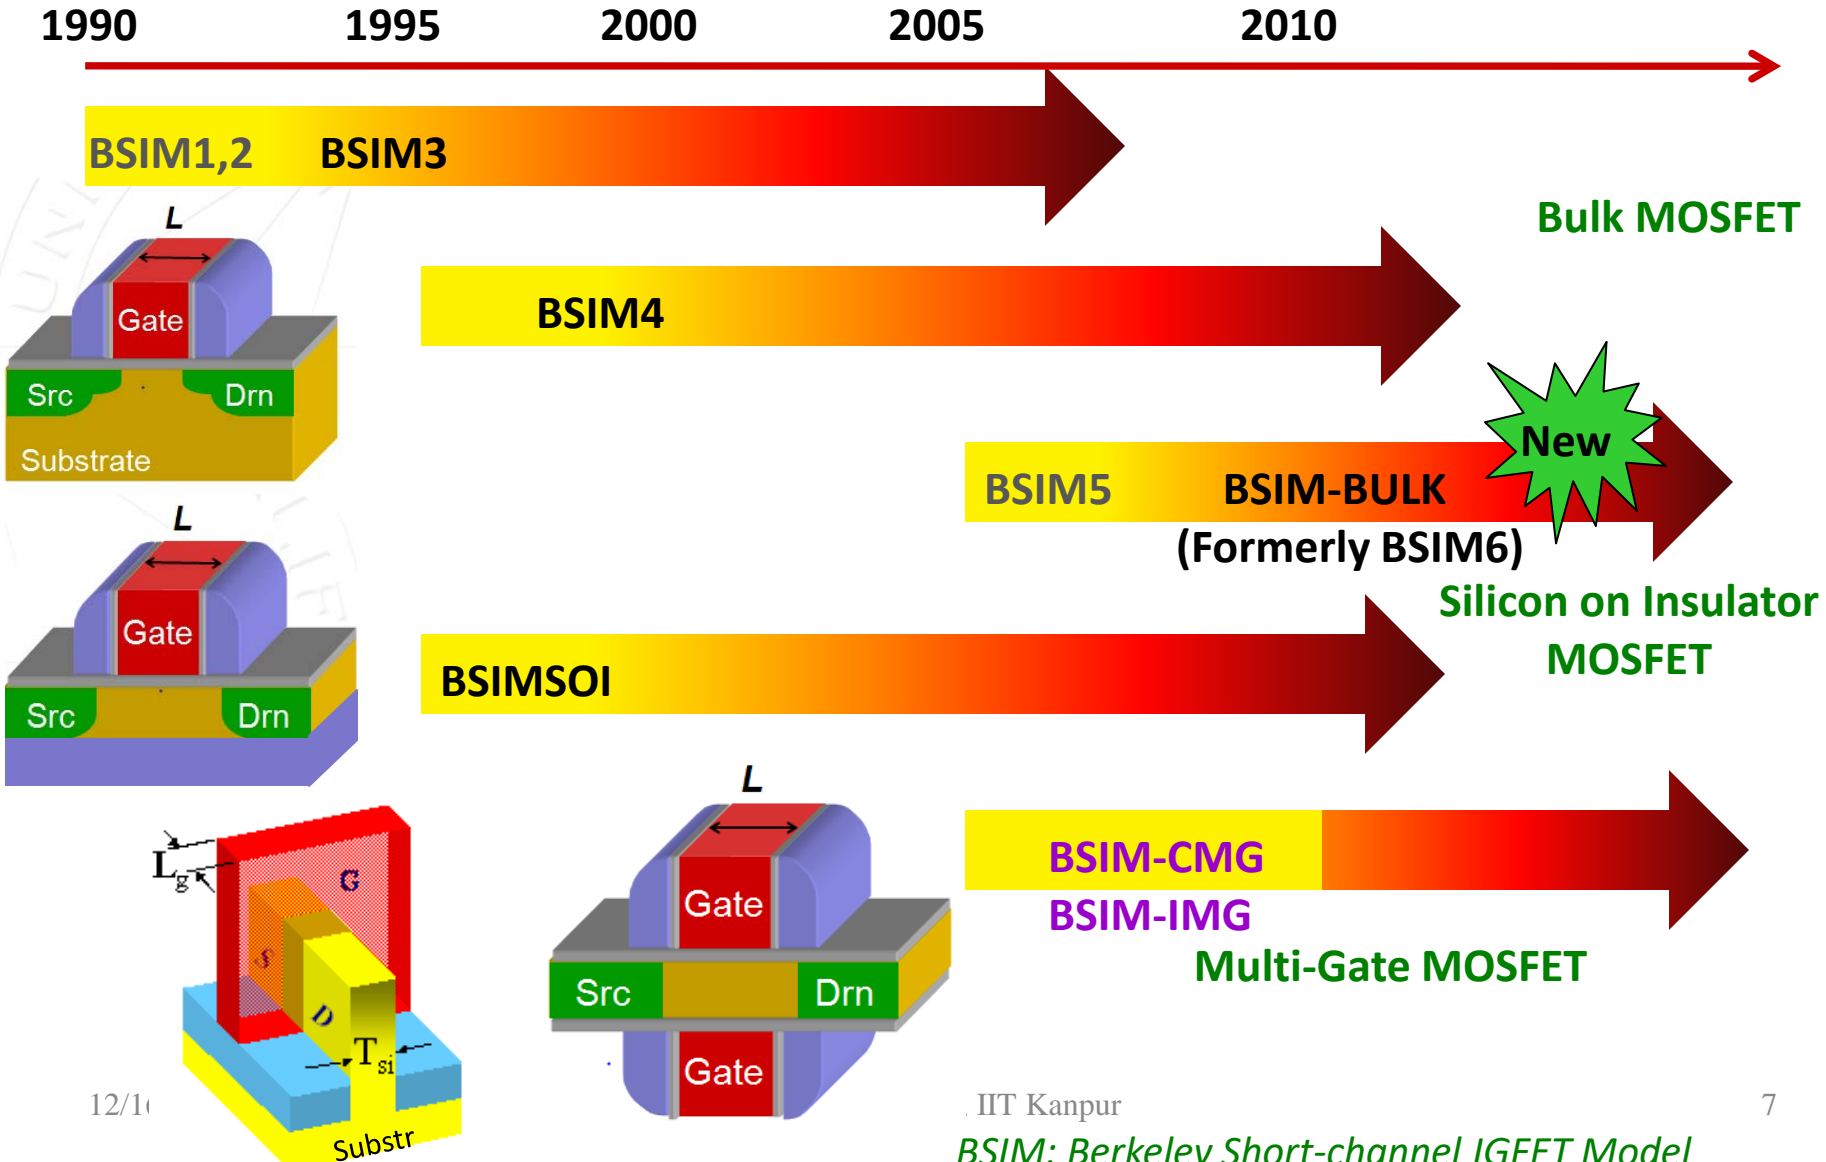 1990 1995 2000 2005 2010
BSIM1,2 BSIM3
L
Bulk MOSFET
Gate
BSIM4
Src Drn
Substrate
New
BSIM5 BSIM-BULK
(Formerly BSIM6)
L
Silicon on Insulator
MOSFET
Gate
BSIMSOI
Src Drn
L
BSIM-CMG
BSIM-IMG
Multi-Gate MOSFET
Lg
G
S
D
Tsi
Substr
Gate
Src Drn
Gate
IIT Kanpur
7
BSIM: Berkeley Short-channel IGFET Model